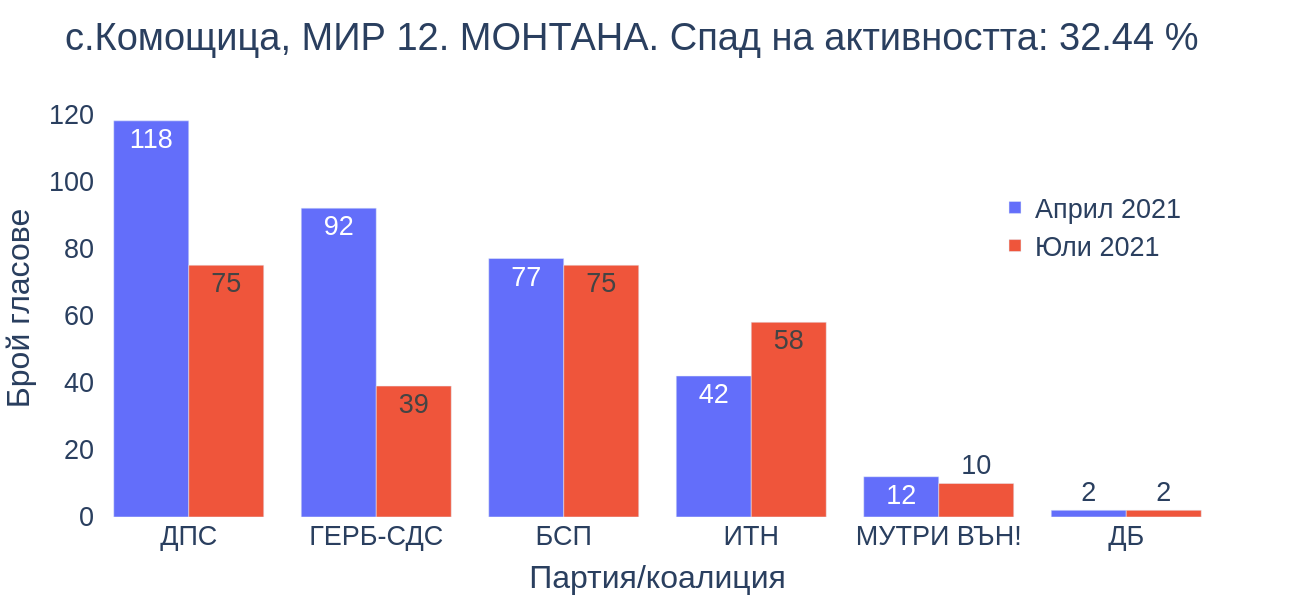 с.Комощица, МИР 12. МОНТАНА. Спад на активността: 32.44 %
120
100
80
60
40
20
0
Брой гласове
118
75
92
39
77
75
42
58
12
10
2
2
Април 2021
Юли 2021
ДПС
ГЕРБ-СДС
БСП
ИТН
МУТРИ ВЪН!
ДБ
Партия/коалиция